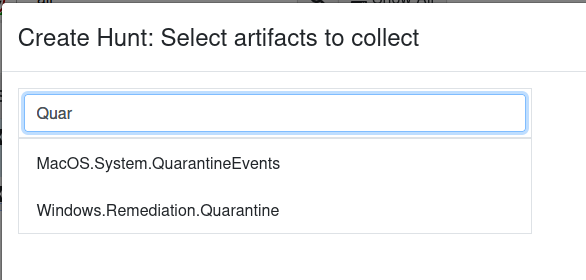 Create Hunt: Select artifacts to collect
Quar
MacOS.System.QuarantineEvents
Windows.Remediation.Quarantine